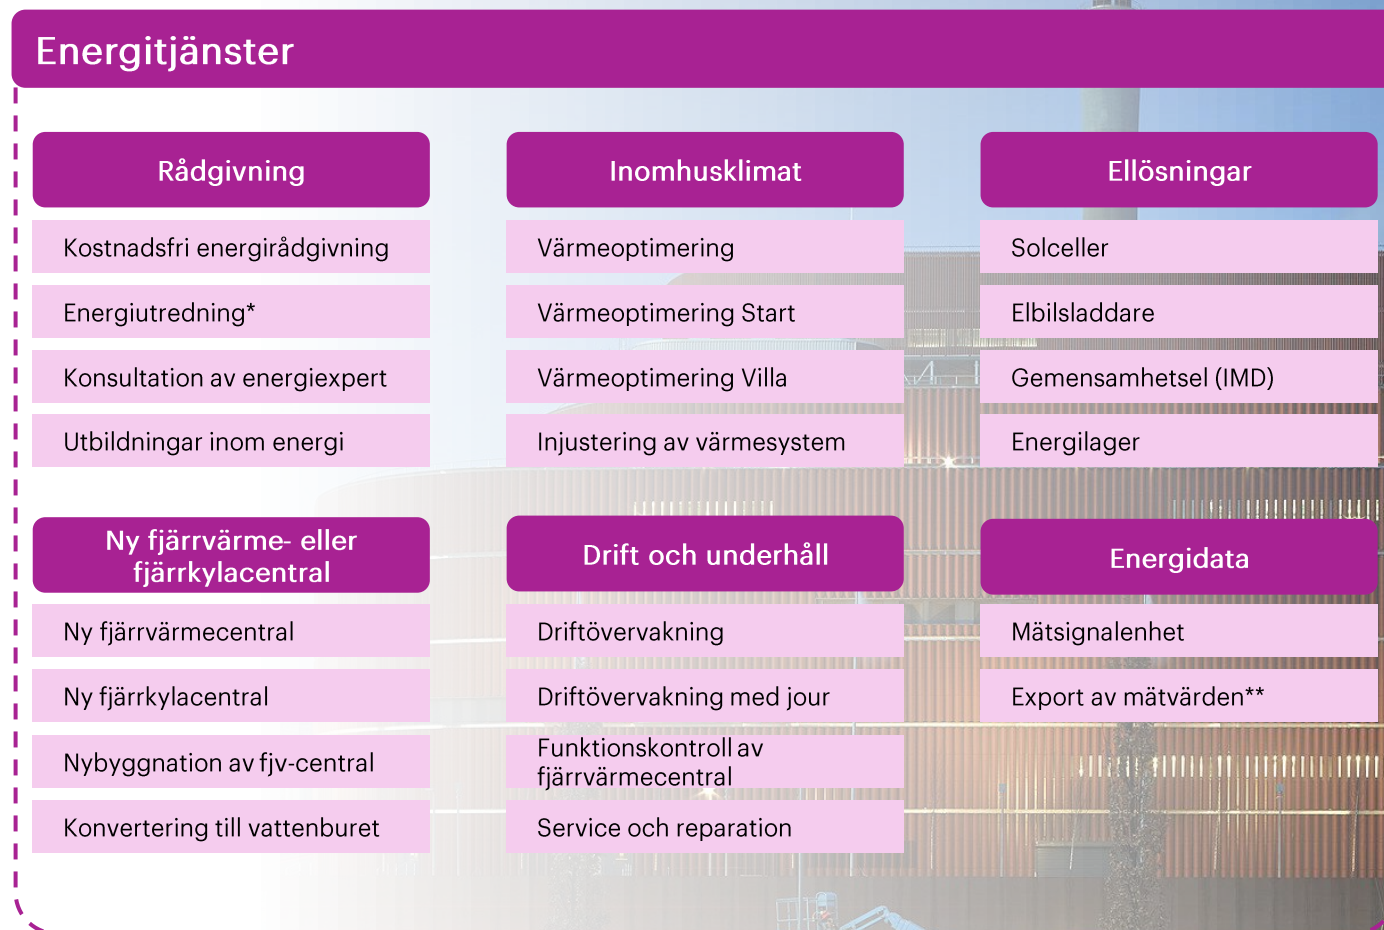 Energitjänster
Rådgivning
Kostnadsfri energirådgivning
Energiutredning*
Konsultation av energiexpert
Utbildningar inom energi
Inomhusklimat
Värmeoptimering
Värmeoptimering Start
Värmeoptimering Villa
Injustering av värmesystem
Ellösningar
Solceller
Elbilsladdare
Gemensamhetsel (IMD)
Energilager
Ny fjärrvärme- eller
fjärrkylacentral
Ny fjärrvärmecentral
Ny fjärrkylacentral
Nybyggnation av fjv-central
Konvertering till vattenburet
Drift och underhåll
Driftövervakning
Driftövervakning med jour
Funktionskontroll av
fjärrvärmecentral
Service och reparation
Energidata
Mätsignalenhet
Export av mätvärden**